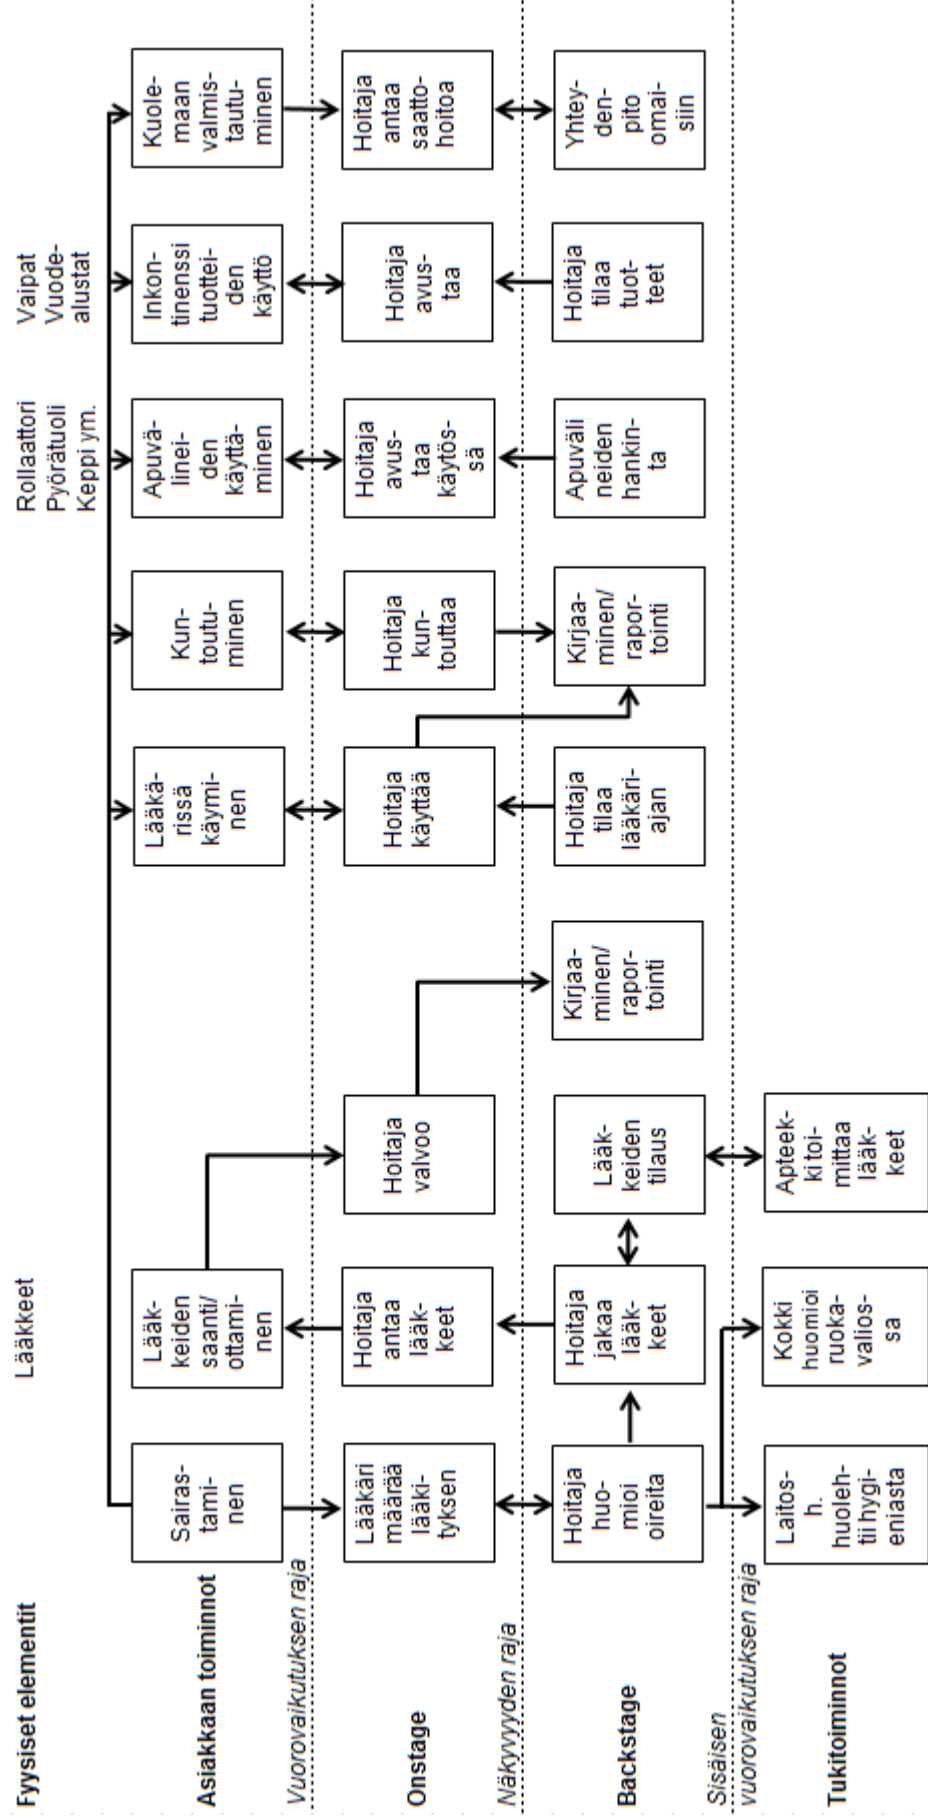 Fyysiset elementit
Lääkkeet
Rollaattori
Pyörätuoli
Keppi ym.
Vaipat
Vuode-
alustat
Asiakkaan toiminnot
Sairas-
tami-
nen
Lääk-
keiden
saanti/
ottami-
nen
Lääkä-
rissä
käymi-
nen
Kun-
toutu-
minen
Apuvä-
linei-
den
käyttä-
minen
Inkon-
tinenssi
tuottei-
den
käyttö
Kuole-
maan
valmis-
tautu-
minen
Vuorovaikutuksen raja
Onstage
Lääkäri
määrää
lääki-
tyksen
Hoitaja
antaa
lääk-
keet
Hoitaja
valvoo
Hoitaja
käyttää
Hoitaja
kun-
touttaa
Hoitaja
avus-
taa
käytös-
sä
Hoitaja
avus-
taa
Hoitaja
antaa
saatto-
hoitoa
Näkyvyyden raja
Backstage
Hoitaja
huo-
mioi
oireita
Hoitaja
jakaa
lääk-
keet
Lääk-
keiden
tilaus
Kirjaa-
minen/
rapor-
tointi
Hoitaja
tilaa
lääkäri-
ajan
Kirjaa-
minen/
rapor-
tointi
Apuväli
neiden
hankin-
ta
Hoitaja
tilaa
tuot-
teet
Yhtey-
den-
pito
omai-
siin
Sisäisen
vuorovaikutuksen raja
Tukitoiminnot
Laitos-
h.
huoleh-
tii hygi-
eniasta
Kokki
huomioi
ruoka-
valios-
sa
Apteek-
ki toi-
mittaa
lääk-
keet